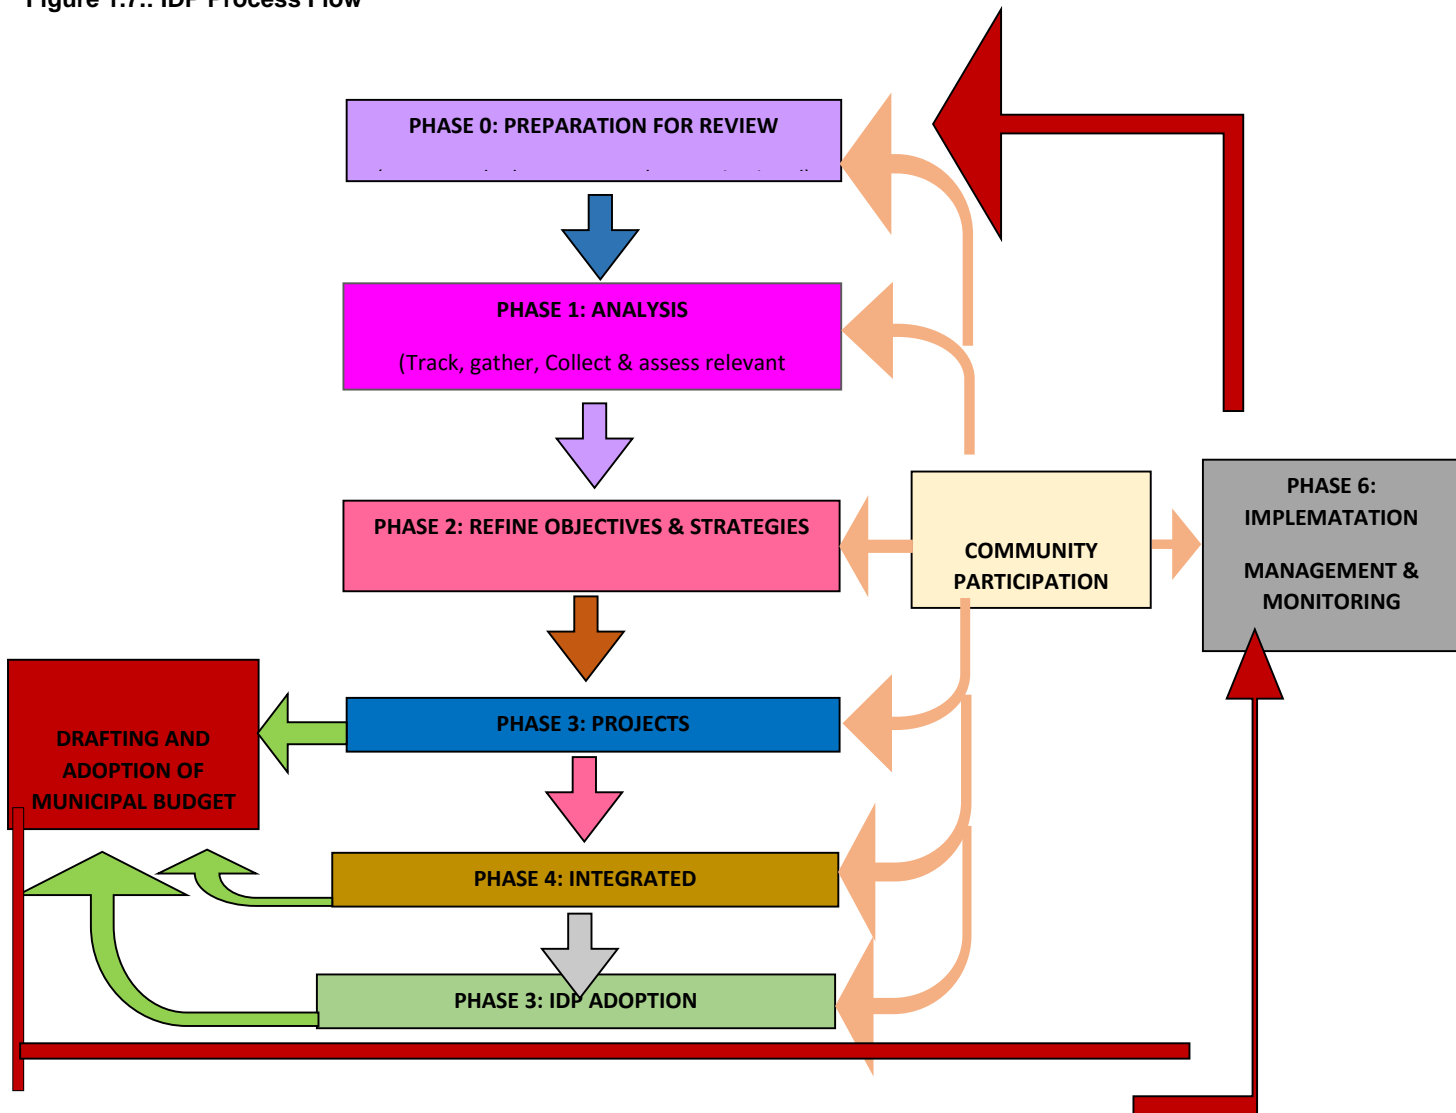 Figure 1.7.: IDP Process Flow
PHASE 0: PREPARATION FOR REVIEW
PHASE 1: ANALYSIS
(Track, gather, Collect & assess relevant
PHASE 2: REFINE OBJECTIVES & STRATEGIES
COMMUNITY
PARTICIPATION
PHASE 6:
IMPLEMATATION
MANAGEMENT &
MONITORING
PHASE 3: PROJECTS
DRAFTING AND
ADOPTION OF
MUNICIPAL BUDGET
PHASE 4: INTEGRATED
PHASE 3: IDP ADOPTION